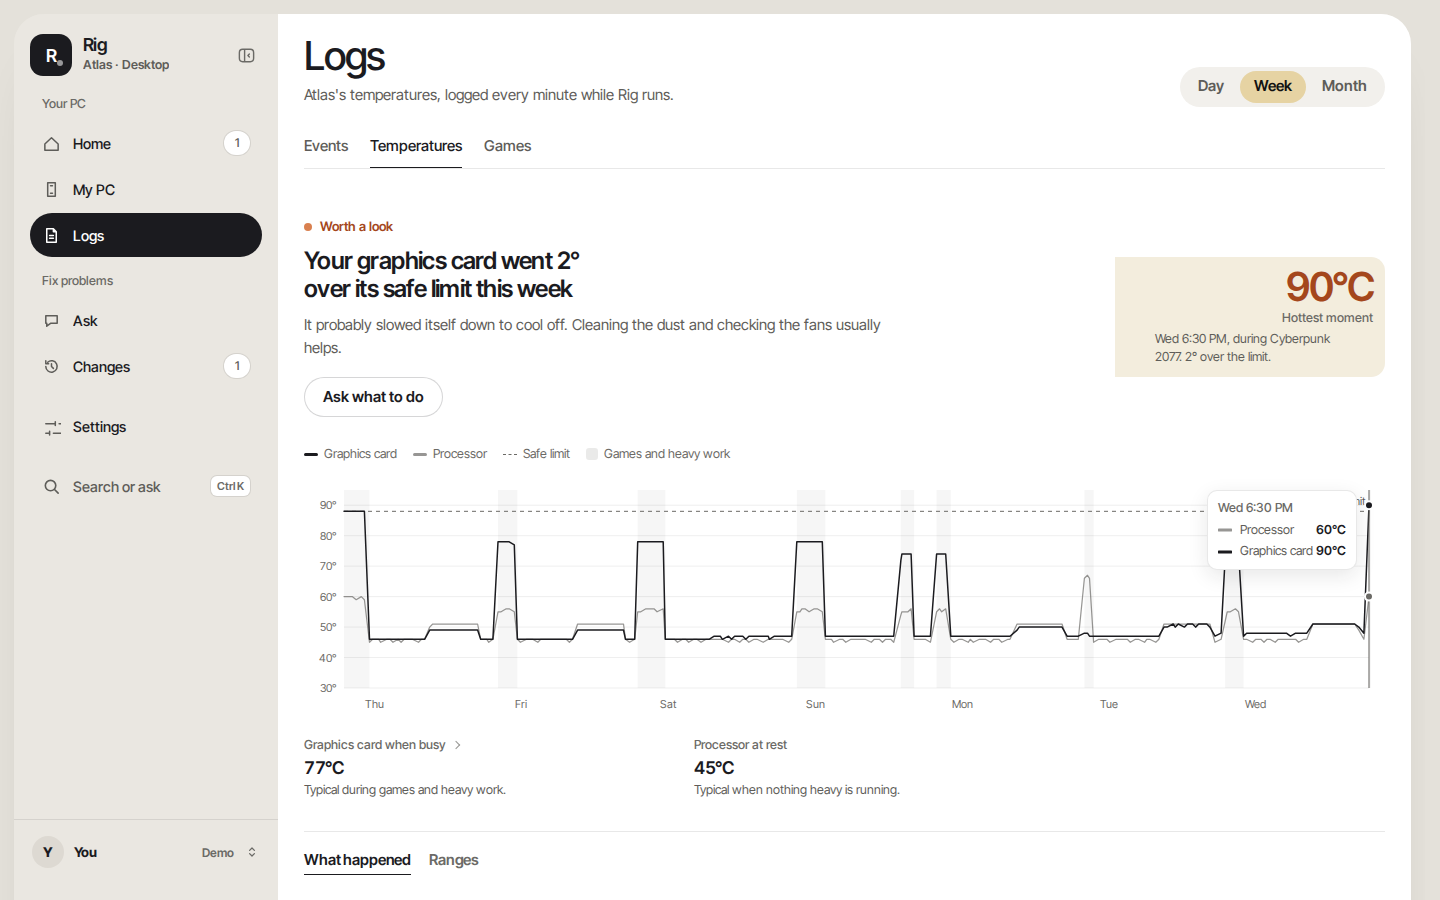 R
Rig
Atlas · Desktop
Your PC
Home
1
My PC
Logs
Fix problems
Ask
Changes
1
Settings
Search or ask
Ctrl K
Y
You
Demo
Logs
Atlas's temperatures, logged every minute while Rig runs.
Day
Week
Month
Events
Temperatures
Games
Worth a look
Your graphics card went 2°
over its safe limit this week
It probably slowed itself down to cool off. Cleaning the dust and checking the fans usually
helps.
Ask what to do
90°C
Hottest moment
Wed 6:30 PM, during Cyberpunk
2077. 2° over the limit.
Graphics card
Processor
Safe limit
Games and heavy work
90°
80°
70°
60°
50°
40°
30°
Wed 6:30 PM
Processor 60°C
Graphics card 90°C
Thu
Fri
Sat
Sun
Mon
Tue
Wed
Graphics card when busy
77°C
Typical during games and heavy work.
Processor at rest
45°C
Typical when nothing heavy is running.
What happened
Ranges